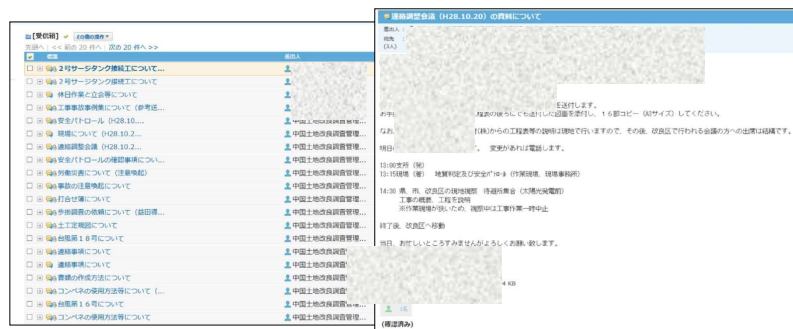 [受信箱] その他の操作▼
先頭へ | << 前の 20 件へ | 次の 20 件へ >>
標題 差出人
2号サージタンク接続工について...
2号サージタンク接続工について
休日作業と立会等について
工事事故事例集について（参考送...
安全パトロール（H28.10....
中国土地改良調査管理...
現場について（H28.10.2...
中国土地改良調査管理...
連絡調整会議（H28.10.2...
中国土地改良調査管理...
安全パトロールの確認事項につい...
中国土地改良調査管理...
労働災害について（注意喚起）
中国土地改良調査管理...
事故の注意喚起について
中国土地改良調査管理...
打合せ簿について
中国土地改良調査管理...
歩掛調査の依頼について（益田導...
中国土地改良調査管理...
土工定規図について
中国土地改良調査管理...
台風第18号について
中国土地改良調査管理...
連絡事項について
中国土地改良調査
連絡事項について
中国土地改良調査
書類の作成方法について
中国土地改良調査
コンベネの使用方法等について（...
中国土地改良調査
台風第16号について
中国土地改良調査管理...
コンベネの使用方法等について
中国土地改良調査管理...
連絡調整会議（H28.10.20）の資料について
差出人：
宛先 ：
(3人)
を送付します。
お手
程表の後ろにでも送付した図面を添付し、16部コピー（A3サイズ）してください。
なお
(株)からの工程表等の説明は現地で行いますので、その後、改良区で行われる会議の方への出席は結構です。
明日
。 変更があれば電話します。
13:00支所（発）
13:15現場（着） 地質判定及び安全ﾊﾟﾄﾛｰﾙ（作業現場、現場事務所）
14:30 県、市、改良区の現地視察 待避所集合（太陽光発電前）
工事の概要、工程を説明
※作業現場が狭いため、視察中は工事作業一時中止
終了後、改良区へ移動
当日、お忙しいところすみませんがよろしくお願い致します。
4 KB
1名
(確認済み)